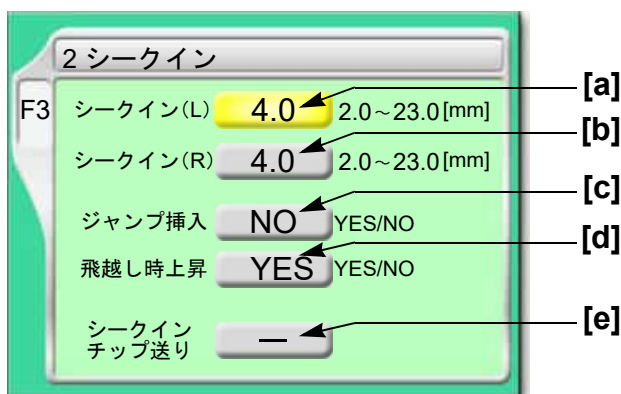 2 シークイン
F3
シークイン(L) 4.0 2.0~23.0[mm] [a]
シークイン(R) 4.0 2.0~23.0[mm] [b]
ジャンプ挿入 NO YES/NO [c]
飛越し時上昇 YES YES/NO [d]
シークイン
チップ送り — [e]